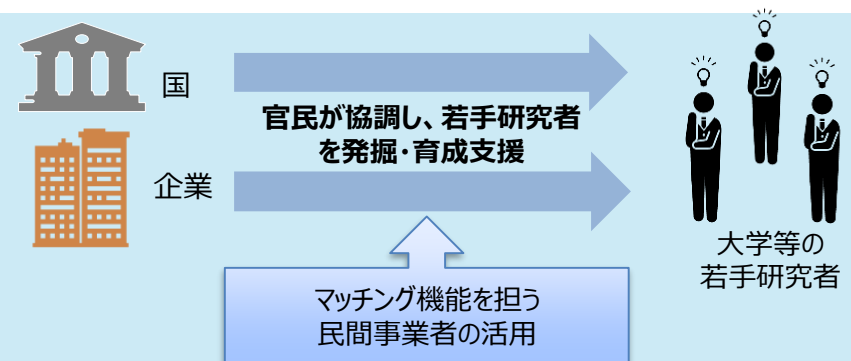 国
官民が協調し、若手研究者
を発掘・育成支援
企業
大学等の
若手研究者
マッチング機能を担う
民間事業者の活用